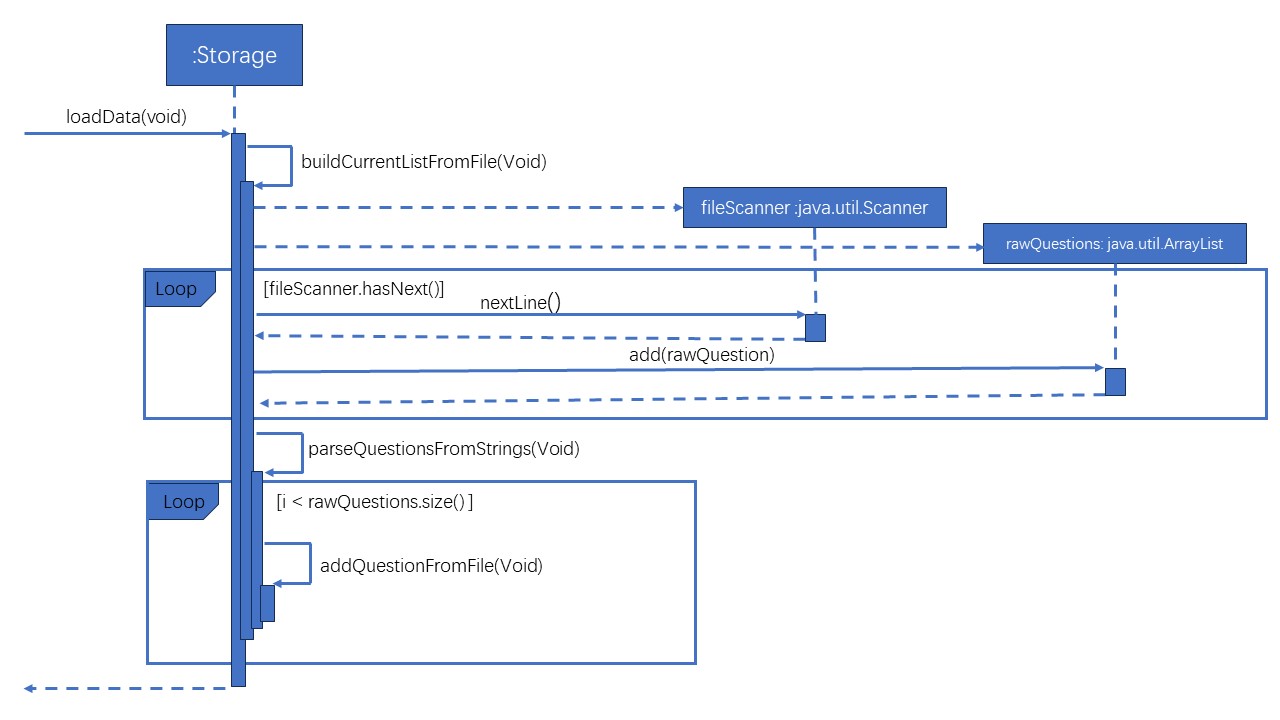 :Storage
loadData(void)
buildCurrentListFromFile(Void)
fileScanner :java.util.Scanner
rawQuestions: java.util.ArrayList
Loop
[fileScanner.hasNext()]
nextLine()
add(rawQuestion)
parseQuestionsFromStrings(Void)
Loop
[i < rawQuestions.size() ]
addQuestionFromFile(Void)